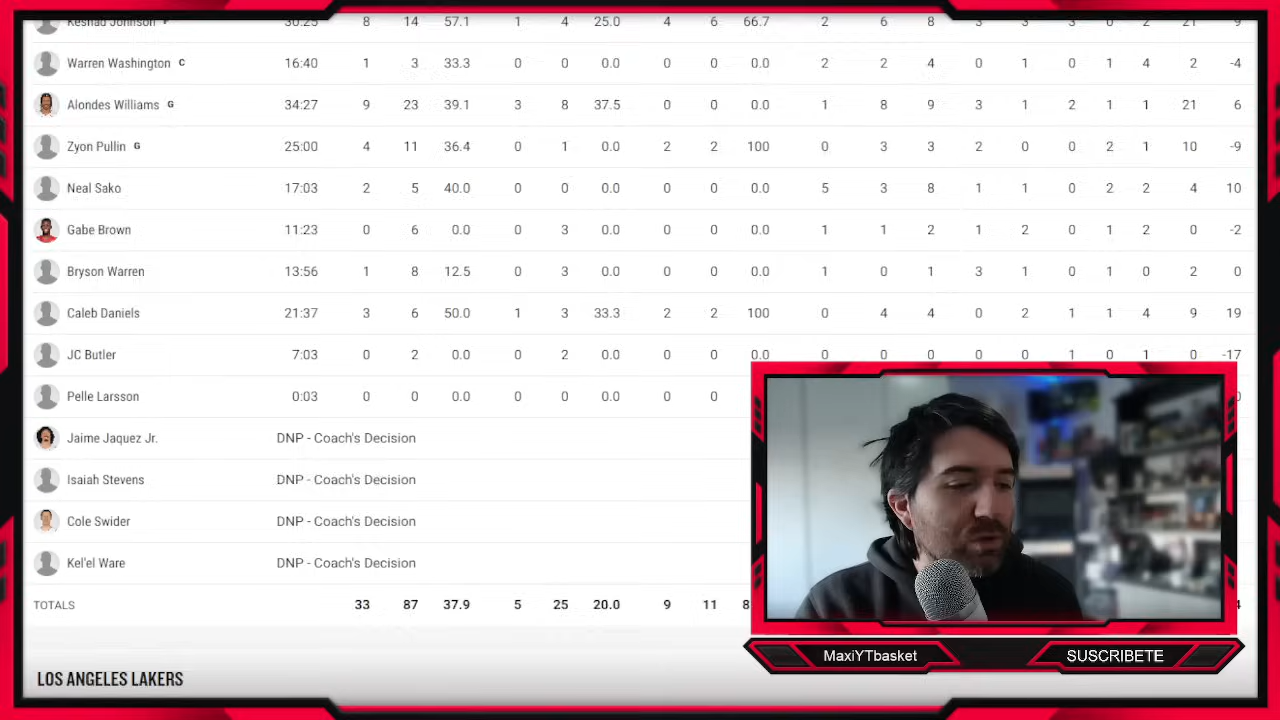 Keshad Johnson F 30:25 8 14 57.1 1 4 25.0 4 6 66.7 2 6 8 3 3 3 0 2 21 9
Warren Washington C 16:40 1 3 33.3 0 0 0.0 0 0 0.0 2 2 4 0 1 0 1 4 2 -4
Alondes Williams G 34:27 9 23 39.1 3 8 37.5 0 0 0.0 1 8 9 3 1 2 1 1 21 6
Zyon Pullin G 25:00 4 11 36.4 0 1 0.0 2 2 100 0 3 3 2 0 0 2 1 10 -9
Neal Sako 17:03 2 5 40.0 0 0 0.0 0 0 0.0 5 3 8 1 1 0 2 2 4 10
Gabe Brown 11:23 0 6 0.0 0 3 0.0 0 0 0.0 1 1 2 1 2 0 1 2 0 -2
Bryson Warren 13:56 1 8 12.5 0 3 0.0 0 0 0.0 1 0 1 3 1 0 1 0 2 0
Caleb Daniels 21:37 3 6 50.0 1 3 33.3 2 2 100 0 4 4 0 2 1 1 4 9 19
JC Butler 7:03 0 2 0.0 0 2 0.0 0 0 0.0 0 0 0 0 0 1 0 1 0 -17
Pelle Larsson 0:03 0 0 0.0 0 0 0.0 0 0
Jaime Jaquez Jr. DNP - Coach's Decision
Isaiah Stevens DNP - Coach's Decision
Cole Swider DNP - Coach's Decision
Kel'el Ware DNP - Coach's Decision
TOTALS 33 87 37.9 5 25 20.0 9 11
MaxiYTbasket SUSCRIBETE
LOS ANGELES LAKERS